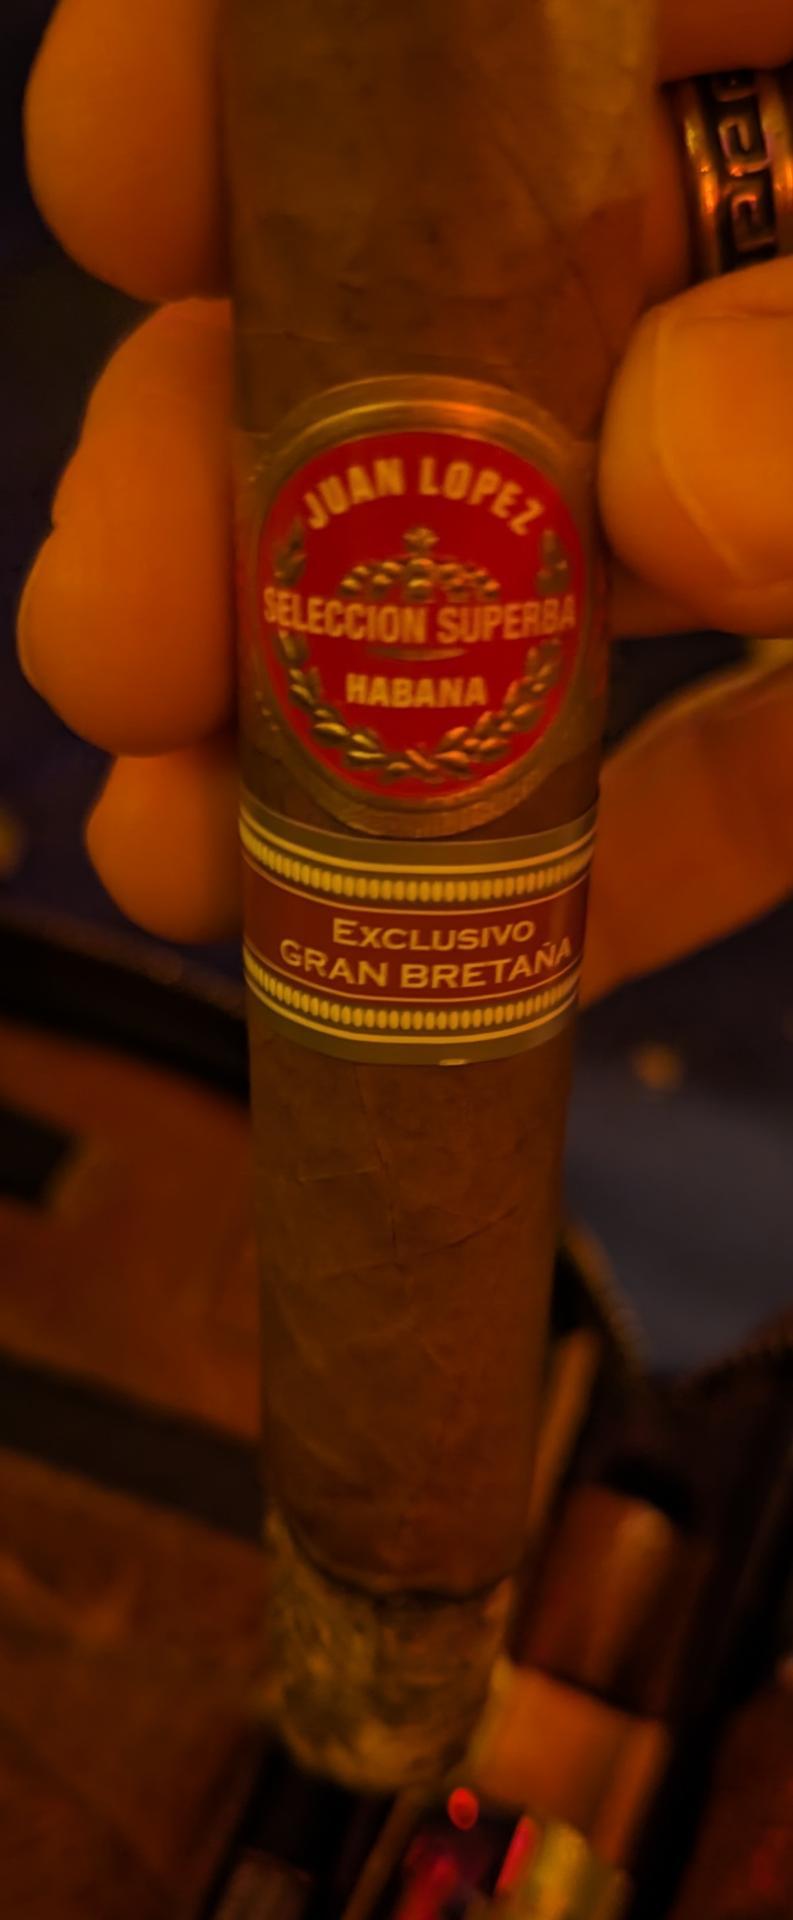 JUAN LOPEZ
SELECCION SUPERBA
HABANA
EXCLUSIVO
GRAN BRETAÑA